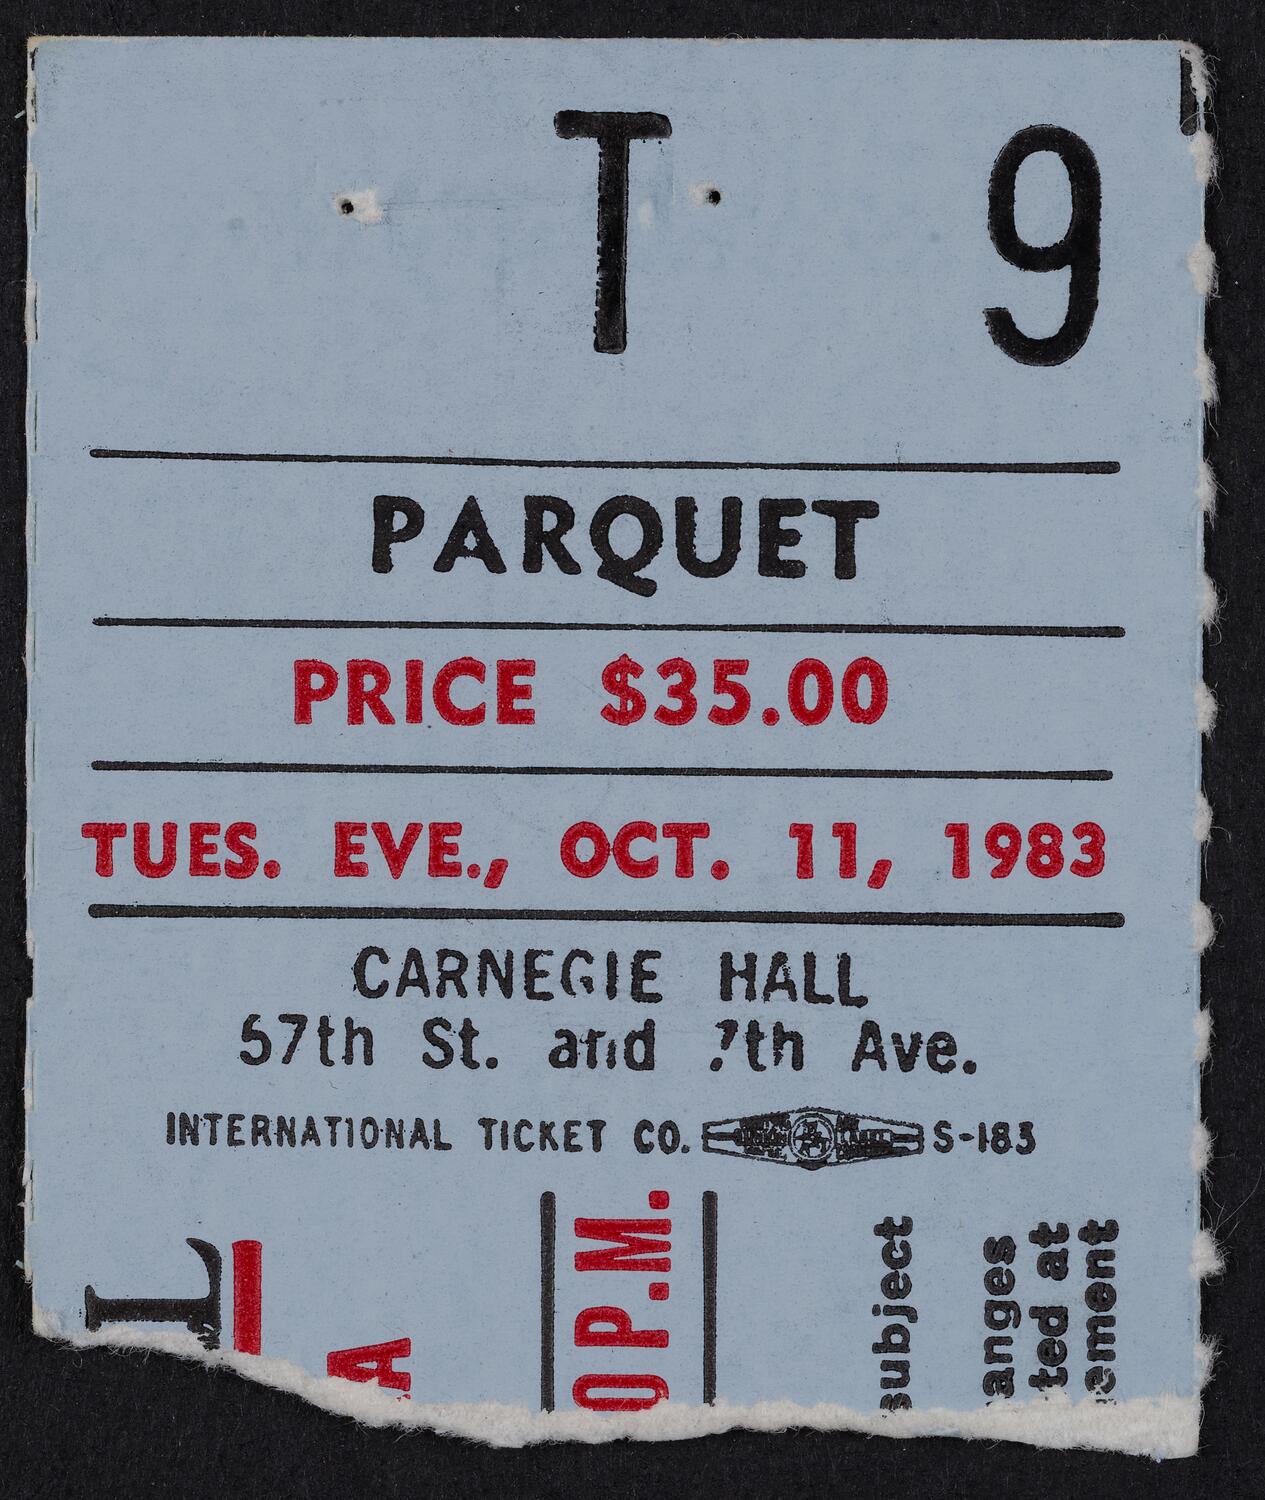 T 9
PARQUET
PRICE $35.00
TUES. EVE., OCT. 11, 1983
CARNEGIE HALL
57th St. and 7th Ave.
INTERNATIONAL TICKET CO. S-183
L
A
0 P.M.
subject
anges
ted at
ement